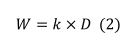 W = k × D (2)